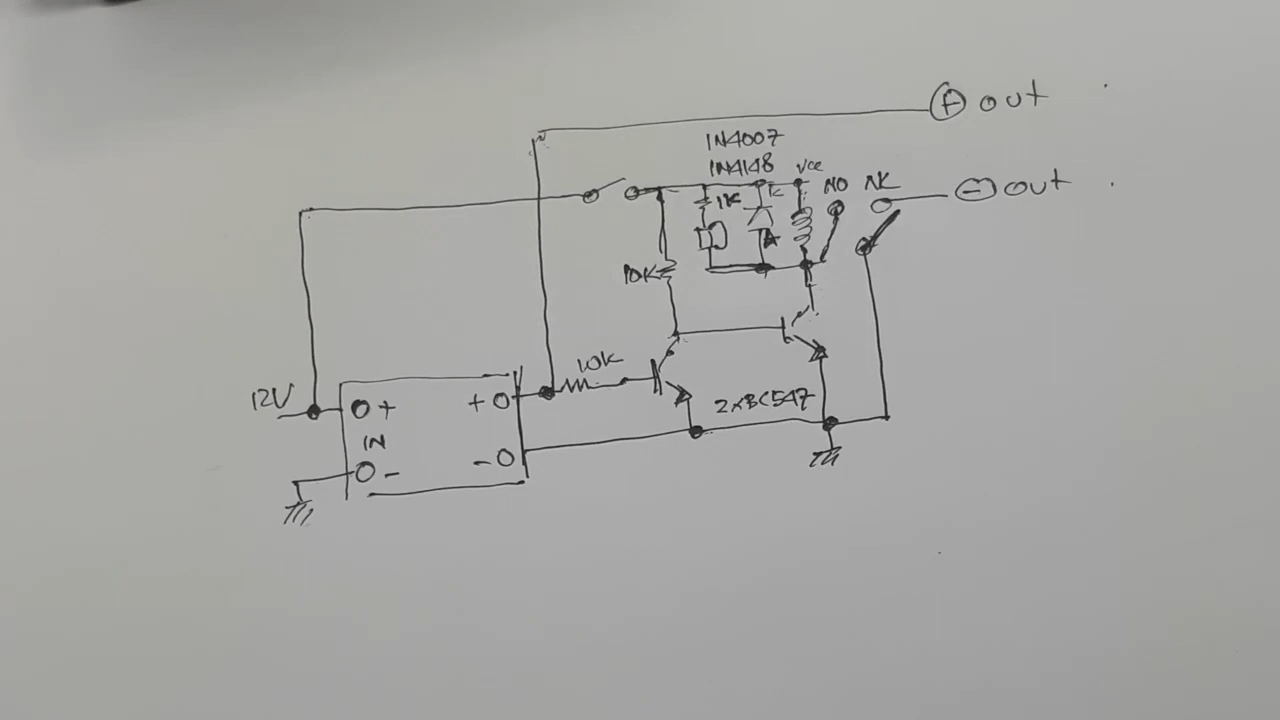 + out
1N4007
1N4148 Vcc
NO NC - out
1K K
A
10K
10K
12V + + 2xBC547
IN
- -